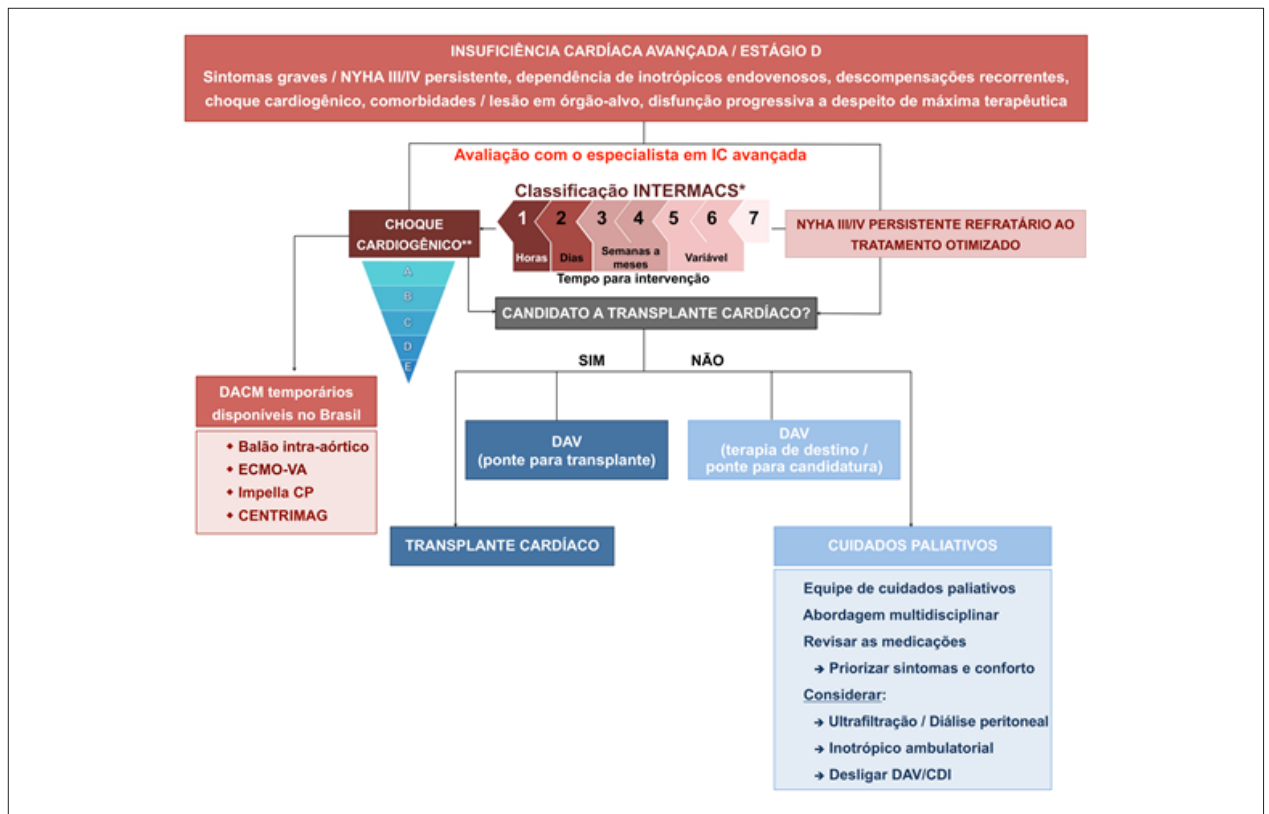 INSUFICIÊNCIA CARDÍACA AVANÇADA / ESTÁGIO D
Sintomas graves / NYHA III/IV persistente, dependência de inotrópicos endovenosos, descompensações recorrentes,
choque cardiogênico, comorbidades / lesão em órgão-alvo, disfunção progressiva a despeito de máxima terapêutica
Avaliação com o especialista em IC avançada
Classificação INTERMACS*
CHOQUE
CARDIOGÊNICO**
1 2 3 4 5 6 7
Horas Dias Semanas a
meses
Variável
Tempo para intervenção
NYHA III/IV PERSISTENTE REFRATÁRIO AO
TRATAMENTO OTIMIZADO
A
B
C
D
E
CANDIDATO A TRANSPLANTE CARDÍACO?
SIM NÃO
DACM temporários
disponíveis no Brasil
Balão intra-aórtico
ECMO-VA
Impella CP
CENTRIMAG
DAV
(ponte para transplante)
DAV
(terapia de destino /
ponte para candidatura)
TRANSPLANTE CARDÍACO
CUIDADOS PALIATIVOS
Equipe de cuidados paliativos
Abordagem multidisciplinar
Revisar as medicações
→ Priorizar sintomas e conforto
Considerar:
→ Ultrafiltração / Diálise peritoneal
→ Inotrópico ambulatorial
→ Desligar DAV/CDI